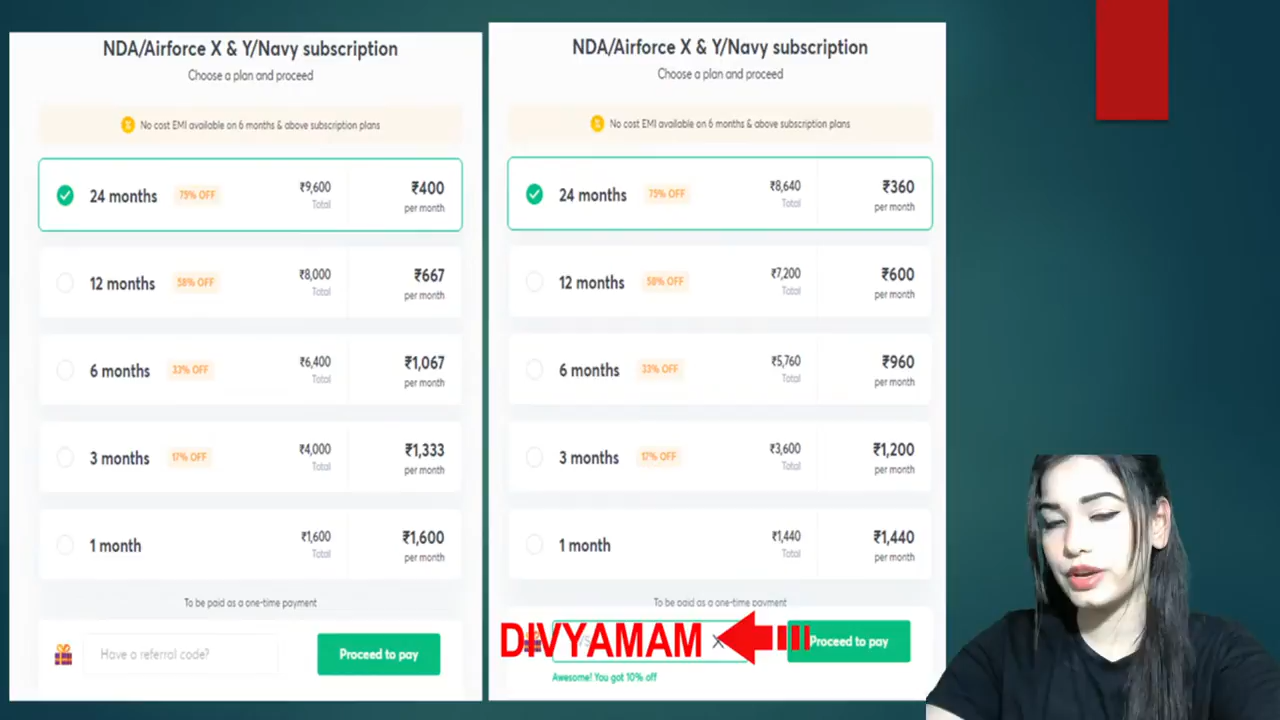 NDA/Airforce X & Y/Navy subscription
Choose a plan and proceed
No cost EMI available on 6 months & above subscription plans
24 months 75% OFF ₹9,600 Total ₹400 per month
12 months 58% OFF ₹8,000 Total ₹667 per month
6 months 33% OFF ₹6,400 Total ₹1,067 per month
3 months 17% OFF ₹4,000 Total ₹1,333 per month
1 month ₹1,600 Total ₹1,600 per month
To be paid as a one-time payment
Have a referral code?
Proceed to pay
NDA/Airforce X & Y/Navy subscription
Choose a plan and proceed
No cost EMI available on 6 months & above subscription plans
24 months 75% OFF ₹8,640 Total ₹360 per month
12 months 58% OFF ₹7,200 Total ₹600 per month
6 months 33% OFF ₹5,760 Total ₹960 per month
3 months 17% OFF ₹3,600 Total ₹1,200 per month
1 month ₹1,440 Total ₹1,440 per month
To be paid as a one-time payment
DIVYAMAM
Proceed to pay
Awesome! You got 10% off